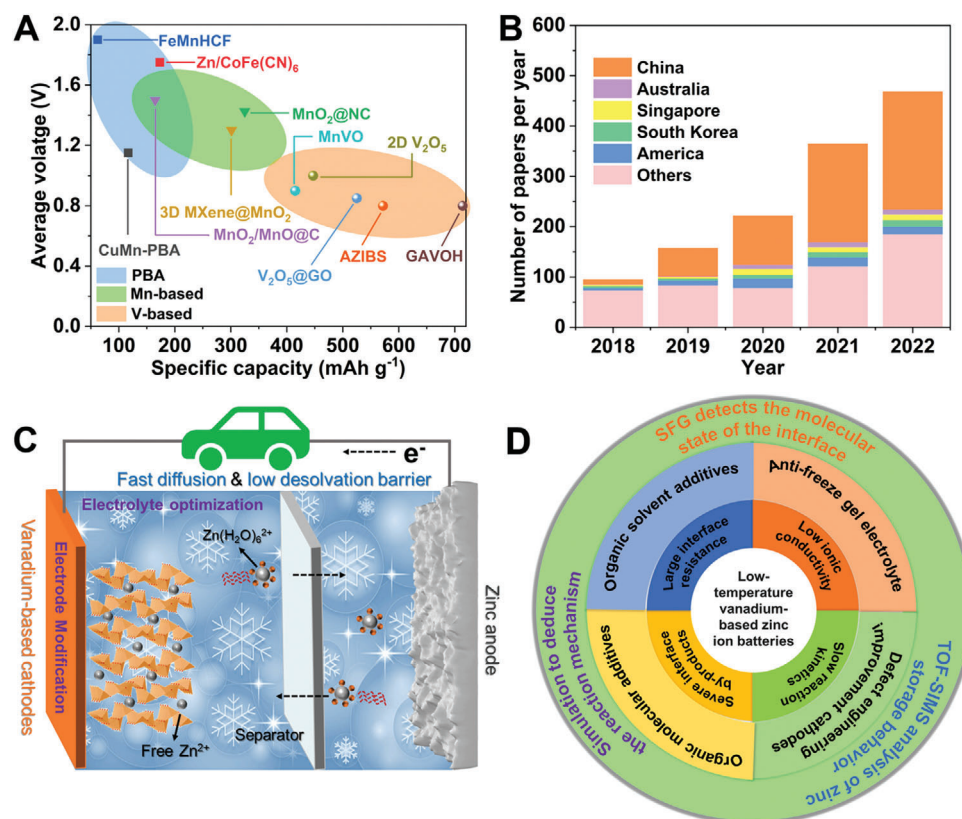 A
Average volatge (V)
2.0
1.6
1.2
0.8
0.4
0.0
FeMnHCF
Zn/CoFe(CN)₆
MnO₂@NC
MnVO
2D V₂O₅
3D MXene@MnO₂
MnO₂/MnO@C
CuMn-PBA
V₂O₅@GO
AZIBS
GAVOH
PBA
Mn-based
V-based
100 200 300 400 500 600 700
Specific capacity (mAh g⁻¹)
B
Number of papers per year
600
500
400
300
200
100
0
China
Australia
Singapore
South Korea
America
Others
2018 2019 2020 2021 2022
Year
C
e⁻
Fast diffusion & low desolvation barrier
Electrolyte optimization
Vanadium-based cathodes
Electrode Modification
Zn(H₂O)₆²⁺
Zinc anode
Separator
Free Zn²⁺
D
SFG detects the molecular
state of the interface
Organic solvent additives
Anti-freeze gel electrolyte
Large interface
resistance
Low ionic
conductivity
Low-
temperature
vanadium-
based zinc
ion batteries
Severe interface
by-products
Slow reaction
kinetics
Organic molecular additives
Defect engineering
improvement cathodes
Simulation to deduce
the reaction mechanism
TOF-SIMS analysis of zinc
storage behavior